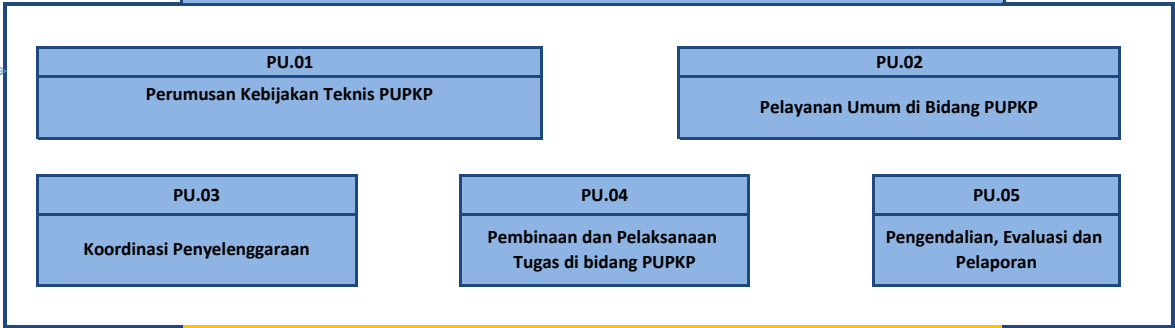 PU.01
Perumusan Kebijakan Teknis PUPKP
PU.02
Pelayanan Umum di Bidang PUPKP
PU.03
Koordinasi Penyelenggaraan
PU.04
Pembinaan dan Pelaksanaan
Tugas di bidang PUPKP
PU.05
Pengendalian, Evaluasi dan
Pelaporan